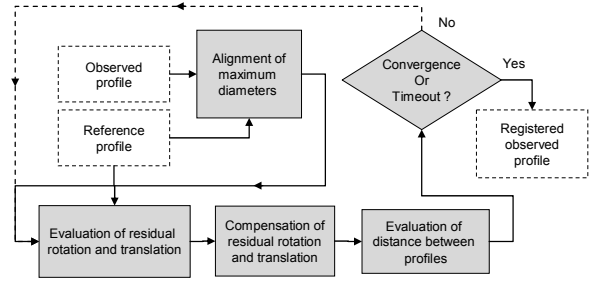 No
Observed
profile
Alignment of
maximum
diameters
Convergence
Or
Timeout ?
Yes
Reference
profile
Registered
observed
profile
Evaluation of residual
rotation and translation
Compensation of
residual rotation
and translation
Evaluation of
distance between
profiles